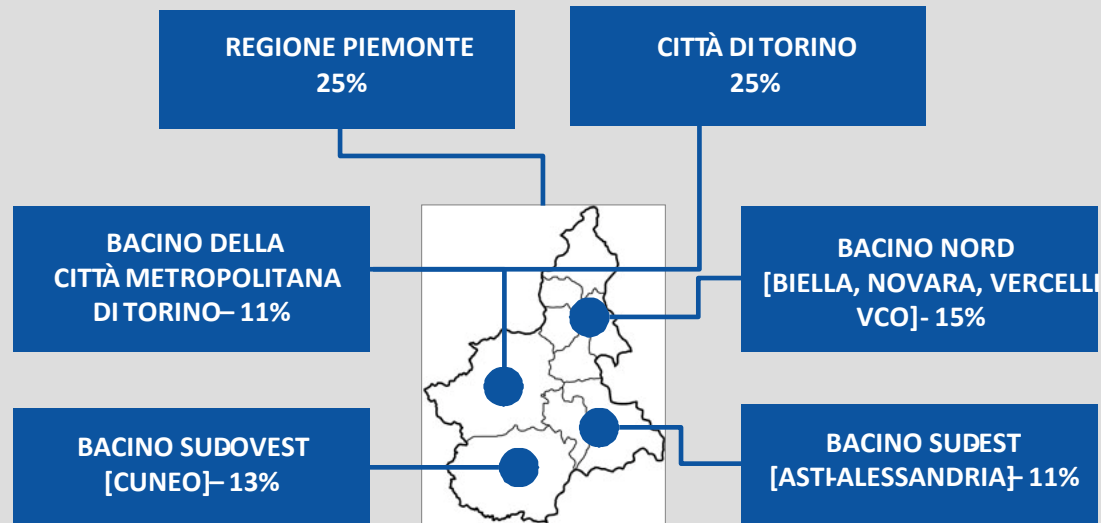 REGIONE PIEMONTE
25%
CITTÀ DI TORINO
25%
BACINO DELLA
CITTÀ METROPOLITANA
DI TORINO– 11%
BACINO NORD
[BIELLA, NOVARA, VERCELLI
VCO]- 15%
BACINO SUDOVEST
[CUNEO]– 13%
BACINO SUDEST
[ASTI-ALESSANDRIA]– 11%